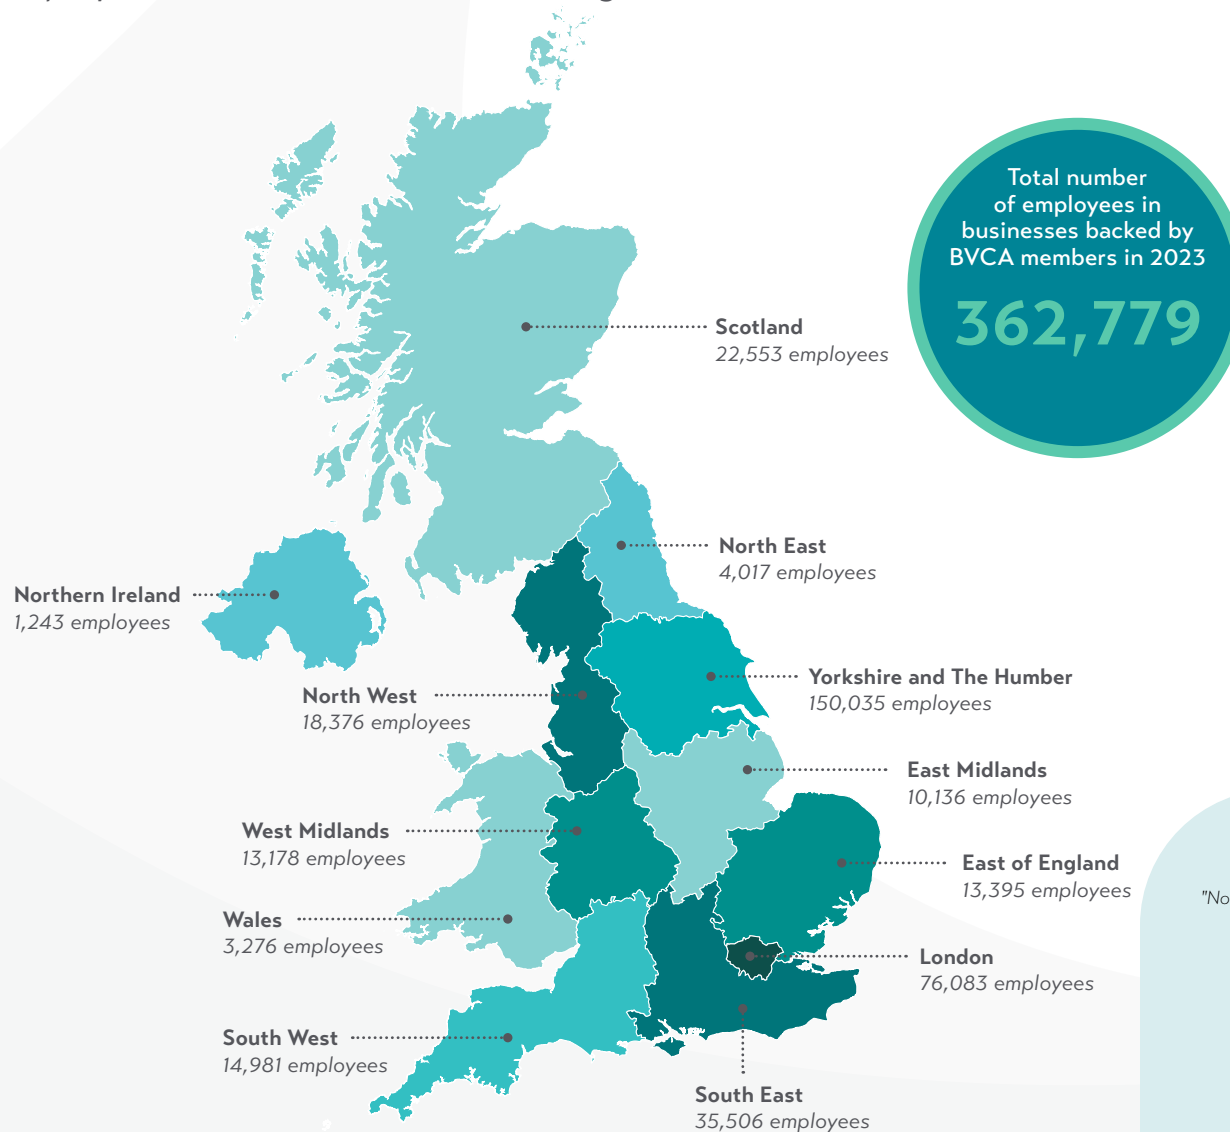 Total number
of employees in
businesses backed by
BVCA members in 2023
362,779
Scotland
22,553 employees
North East
4,017 employees
Northern Ireland
1,243 employees
Yorkshire and The Humber
150,035 employees
North West
18,376 employees
East Midlands
10,136 employees
West Midlands
13,178 employees
East of England
13,395 employees
"No
Wales
3,276 employees
London
76,083 employees
South West
14,981 employees
South East
35,506 employees